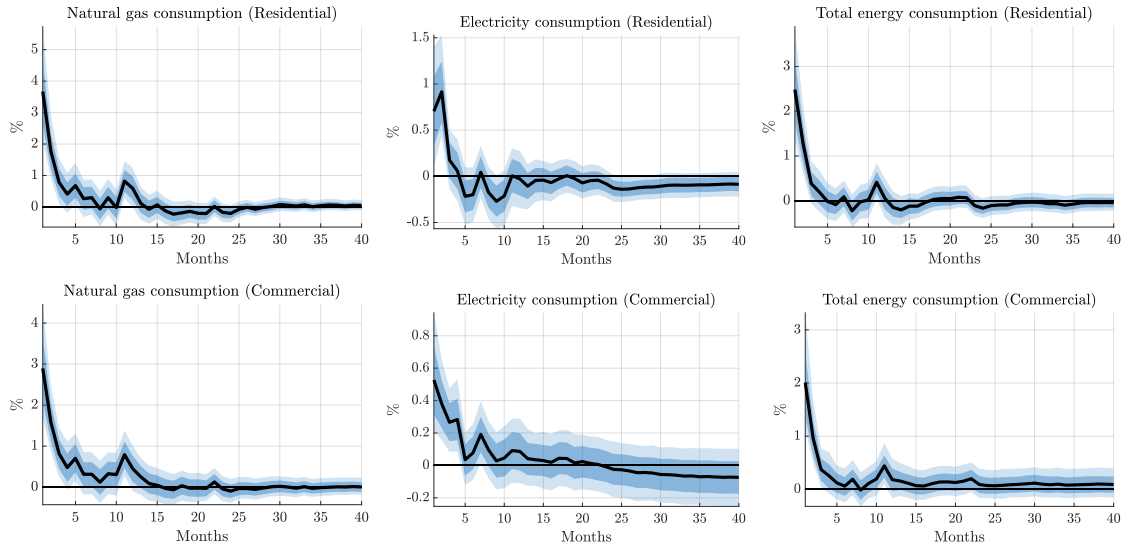 Natural gas consumption (Residential)
5
4
3
2
1
0
%
5 10 15 20 25 30 35 40
Months
Electricity consumption (Residential)
1.5
1
0.5
0
-0.5
%
5 10 15 20 25 30 35 40
Months
Total energy consumption (Residential)
3
2
1
0
%
5 10 15 20 25 30 35 40
Months
Natural gas consumption (Commercial)
4
3
2
1
0
%
5 10 15 20 25 30 35 40
Months
Electricity consumption (Commercial)
0.8
0.6
0.4
0.2
0
-0.2
%
5 10 15 20 25 30 35 40
Months
Total energy consumption (Commercial)
3
2
1
0
%
5 10 15 20 25 30 35 40
Months